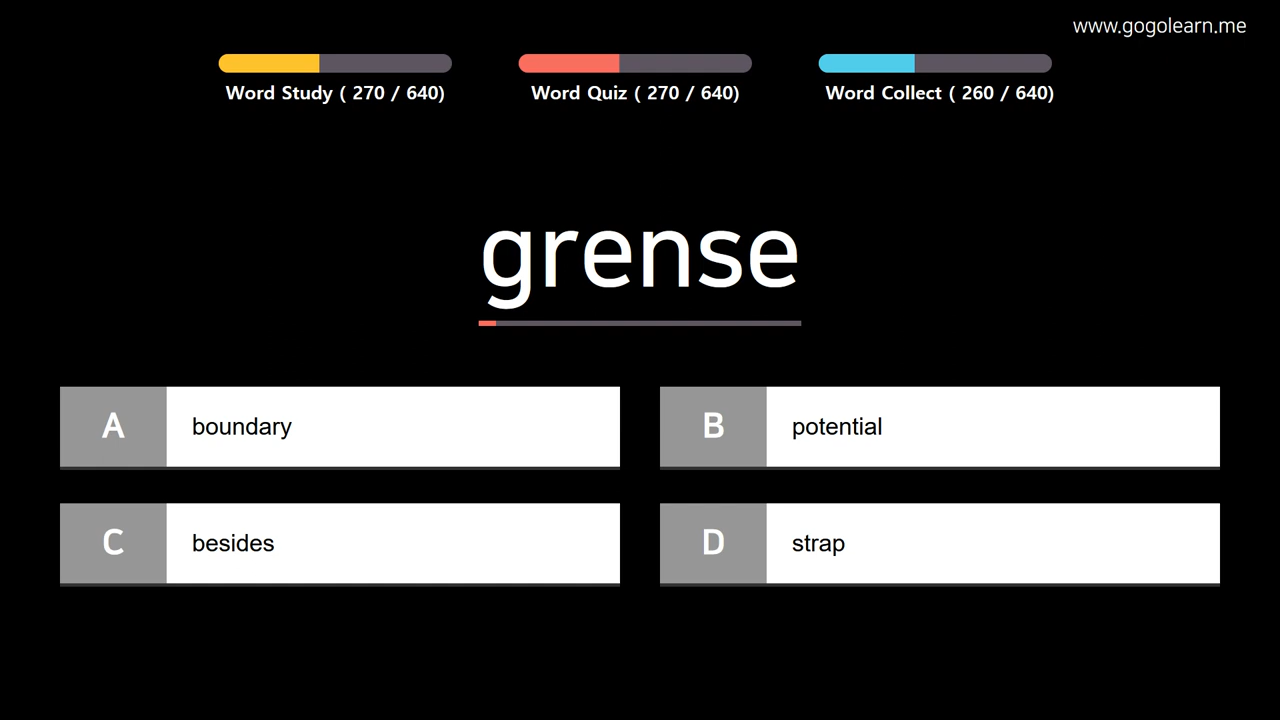 www.gogolearn.me
Word Study ( 270 / 640)
Word Quiz ( 270 / 640)
Word Collect ( 260 / 640)
grense
A boundary
B potential
C besides
D strap